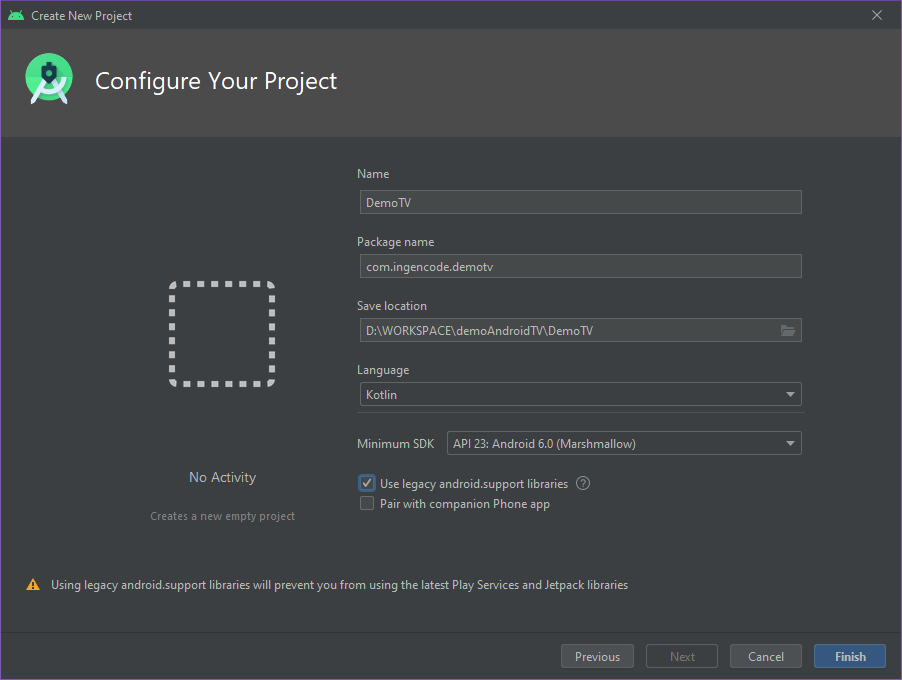 Create New Project
Configure Your Project
Name
DemoTV
Package name
com.ingencode.demotv
Save location
D:\WORKSPACE\demoAndroidTV\DemoTV
Language
Kotlin
Minimum SDK API 23: Android 6.0 (Marshmallow)
Use legacy android.support libraries ?
Pair with companion Phone app
No Activity
Creates a new empty project
Using legacy android.support libraries will prevent you from using the latest Play Services and Jetpack libraries
Previous Next Cancel Finish